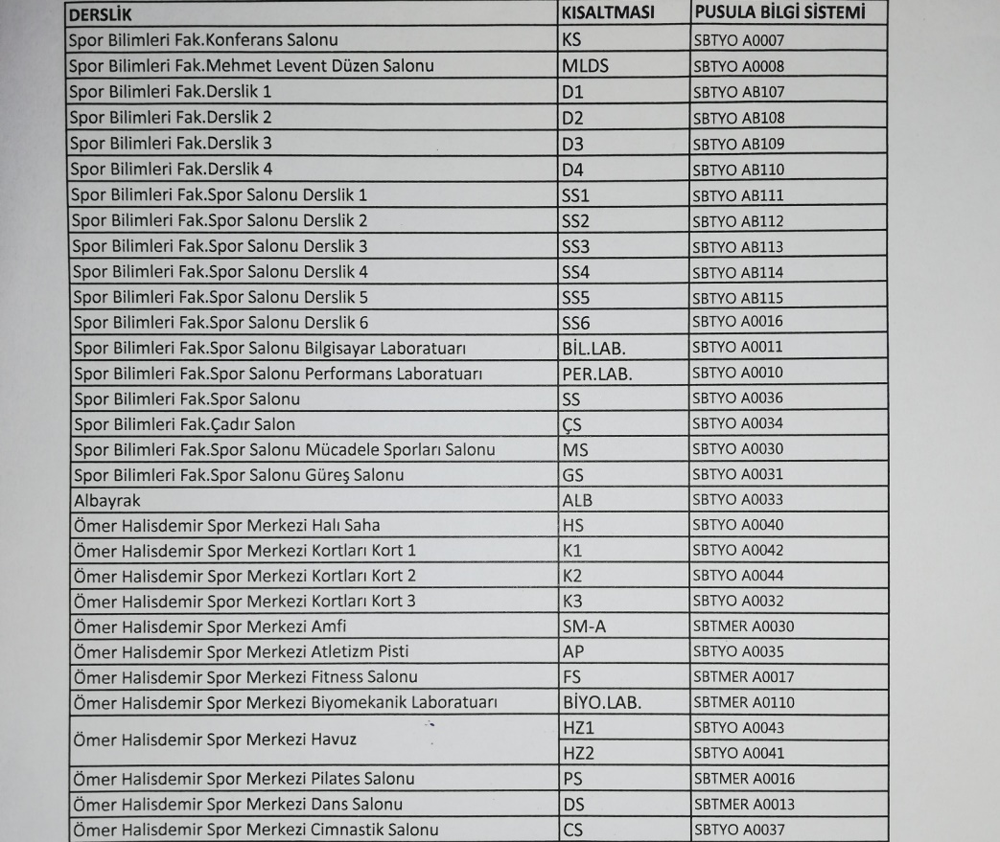 DERSLİK KISALTMASI PUSULA BİLGİ SİSTEMİ
Spor Bilimleri Fak.Konferans Salonu KS SBTYO A0007
Spor Bilimleri Fak.Mehmet Levent Düzen Salonu MLDS SBTYO A0008
Spor Bilimleri Fak.Derslik 1 D1 SBTYO AB107
Spor Bilimleri Fak.Derslik 2 D2 SBTYO AB108
Spor Bilimleri Fak.Derslik 3 D3 SBTYO AB109
Spor Bilimleri Fak.Derslik 4 D4 SBTYO AB110
Spor Bilimleri Fak.Spor Salonu Derslik 1 SS1 SBTYO AB111
Spor Bilimleri Fak.Spor Salonu Derslik 2 SS2 SBTYO AB112
Spor Bilimleri Fak.Spor Salonu Derslik 3 SS3 SBTYO AB113
Spor Bilimleri Fak.Spor Salonu Derslik 4 SS4 SBTYO AB114
Spor Bilimleri Fak.Spor Salonu Derslik 5 SS5 SBTYO AB115
Spor Bilimleri Fak.Spor Salonu Derslik 6 SS6 SBTYO A0016
Spor Bilimleri Fak.Spor Salonu Bilgisayar Laboratuarı BİL.LAB. SBTYO A0011
Spor Bilimleri Fak.Spor Salonu Performans Laboratuarı PER.LAB. SBTYO A0010
Spor Bilimleri Fak.Spor Salonu SS SBTYO A0036
Spor Bilimleri Fak.Çadır Salon ÇS SBTYO A0034
Spor Bilimleri Fak.Spor Salonu Mücadele Sporları Salonu MS SBTYO A0030
Spor Bilimleri Fak.Spor Salonu Güreş Salonu GS SBTYO A0031
Albayrak ALB SBTYO A0033
Ömer Halisdemir Spor Merkezi Halı Saha HS SBTYO A0040
Ömer Halisdemir Spor Merkezi Kortları Kort 1 K1 SBTYO A0042
Ömer Halisdemir Spor Merkezi Kortları Kort 2 K2 SBTYO A0044
Ömer Halisdemir Spor Merkezi Kortları Kort 3 K3 SBTYO A0032
Ömer Halisdemir Spor Merkezi Amfi SM-A SBTMER A0030
Ömer Halisdemir Spor Merkezi Atletizm Pisti AP SBTYO A0035
Ömer Halisdemir Spor Merkezi Fitness Salonu FS SBTMER A0017
Ömer Halisdemir Spor Merkezi Biyomekanik Laboratuarı BİYO.LAB. SBTMER A0110
Ömer Halisdemir Spor Merkezi Havuz HZ1 SBTYO A0043
HZ2 SBTYO A0041
Ömer Halisdemir Spor Merkezi Pilates Salonu PS SBTMER A0016
Ömer Halisdemir Spor Merkezi Dans Salonu DS SBTMER A0013
Ömer Halisdemir Spor Merkezi Cimnastik Salonu CS SBTYO A0037